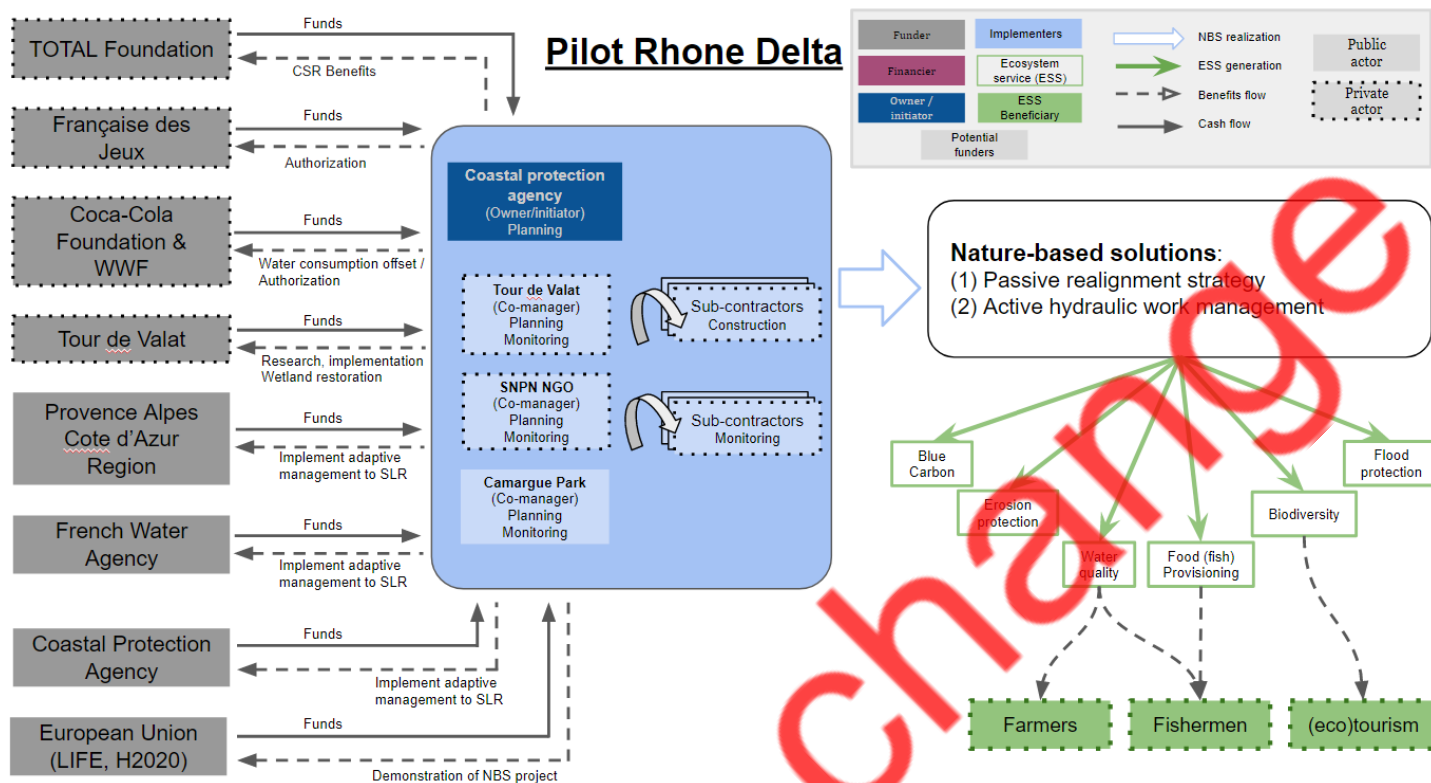 Pilot Rhone Delta
Funder
Implementers
Financier
Ecosystem
service (ESS)
Owner /
initiator
ESS
Beneficiary
Potential
funders
NBS realization
ESS generation
Benefits flow
Cash flow
Public
actor
Private
actor
TOTAL Foundation
Funds
CSR Benefits
Française des
Jeux
Funds
Authorization
Coca-Cola
Foundation &
WWF
Funds
Water consumption offset /
Authorization
Tour de Valat
Funds
Research, implementation
Wetland restoration
Provence Alpes
Cote d'Azur
Region
Funds
Implement adaptive
management to SLR
French Water
Agency
Funds
Implement adaptive
management to SLR
Coastal Protection
Agency
Funds
Implement adaptive
management to SLR
European Union
(LIFE, H2020)
Funds
Demonstration of NBS project
Coastal protection
agency
(Owner/initiator)
Planning
Tour de Valat
(Co-manager)
Planning
Monitoring
Sub-contractors
Construction
SNPN NGO
(Co-manager)
Planning
Monitoring
Sub-contractors
Monitoring
Camargue Park
(Co-manager)
Planning
Monitoring
Nature-based solutions:
(1) Passive realignment strategy
(2) Active hydraulic work management
Blue
Carbon
Erosion
protection
Water
quality
Food (fish)
Provisioning
Biodiversity
Flood
protection
Farmers
Fishermen
(eco)tourism
change